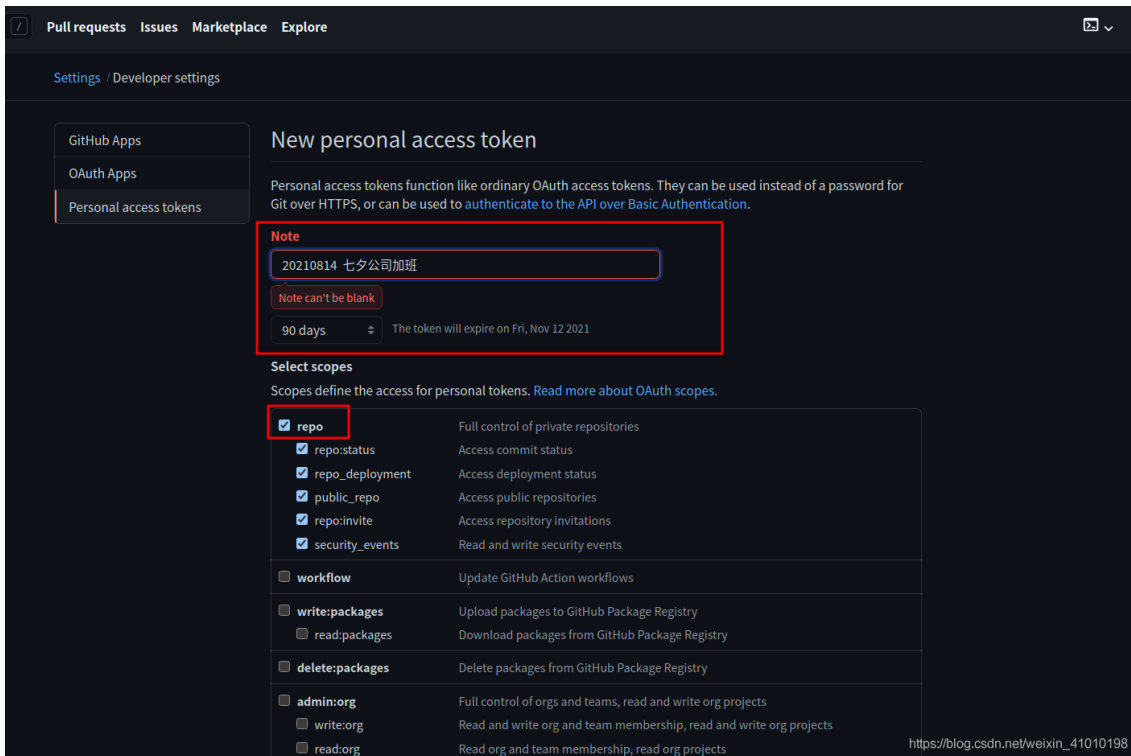 / Pull requests Issues Marketplace Explore
Settings / Developer settings
GitHub Apps
OAuth Apps
Personal access tokens
New personal access token
Personal access tokens function like ordinary OAuth access tokens. They can be used instead of a password for
Git over HTTPS, or can be used to authenticate to the API over Basic Authentication.
Note
20210814 七夕公司加班
Note can't be blank
90 days The token will expire on Fri, Nov 12 2021
Select scopes
Scopes define the access for personal tokens. Read more about OAuth scopes.
repo Full control of private repositories
repo:status Access commit status
repo_deployment Access deployment status
public_repo Access public repositories
repo:invite Access repository invitations
security_events Read and write security events
workflow Update GitHub Action workflows
write:packages Upload packages to GitHub Package Registry
read:packages Download packages from GitHub Package Registry
delete:packages Delete packages from GitHub Package Registry
admin:org Full control of orgs and teams, read and write org projects
write:org Read and write org and team membership, read and write org projects
read:org Read org and team membership, read org projects
https://blog.csdn.net/weixin_41010198